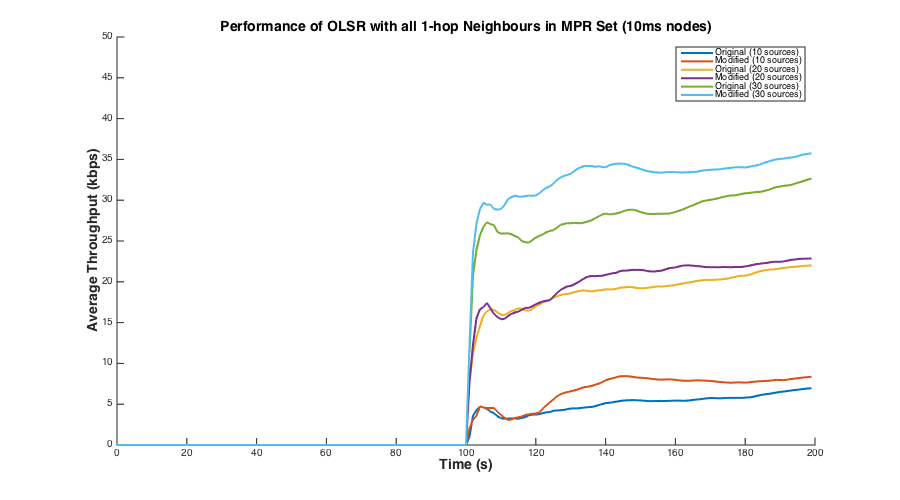 Performance of OLSR with all 1-hop Neighbours in MPR Set (10ms nodes)
Original (10 sources)
Modified (10 sources)
Original (20 sources)
Modified (20 sources)
Original (30 sources)
Modified (30 sources)
Average Throughput (kbps)
50
45
40
35
30
25
20
15
10
5
0
0 20 40 60 80 100 120 140 160 180 200
Time (s)